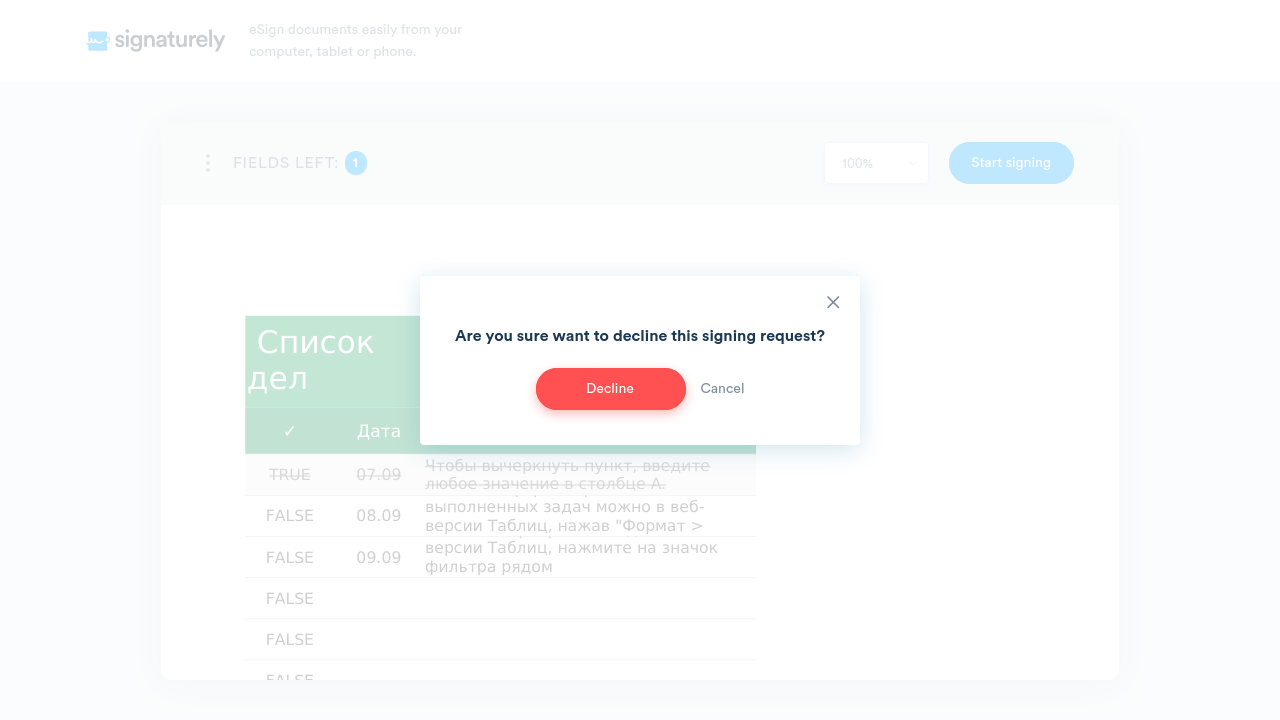 signaturely
eSign documents easily from your
computer, tablet or phone.
FIELDS LEFT: 1
100%
Start signing
Are you sure want to decline this signing request?
Decline
Cancel
Список
дел
✓ Дата
TRUE 07.09 Чтобы вычеркнуть пункт, введите
любое значение в столбце A.
FALSE 08.09 выполненных задач можно в веб-
версии Таблиц, нажав "Формат >
FALSE 09.09 версии Таблиц, нажмите на значок
фильтра рядом
FALSE
FALSE
FALSE